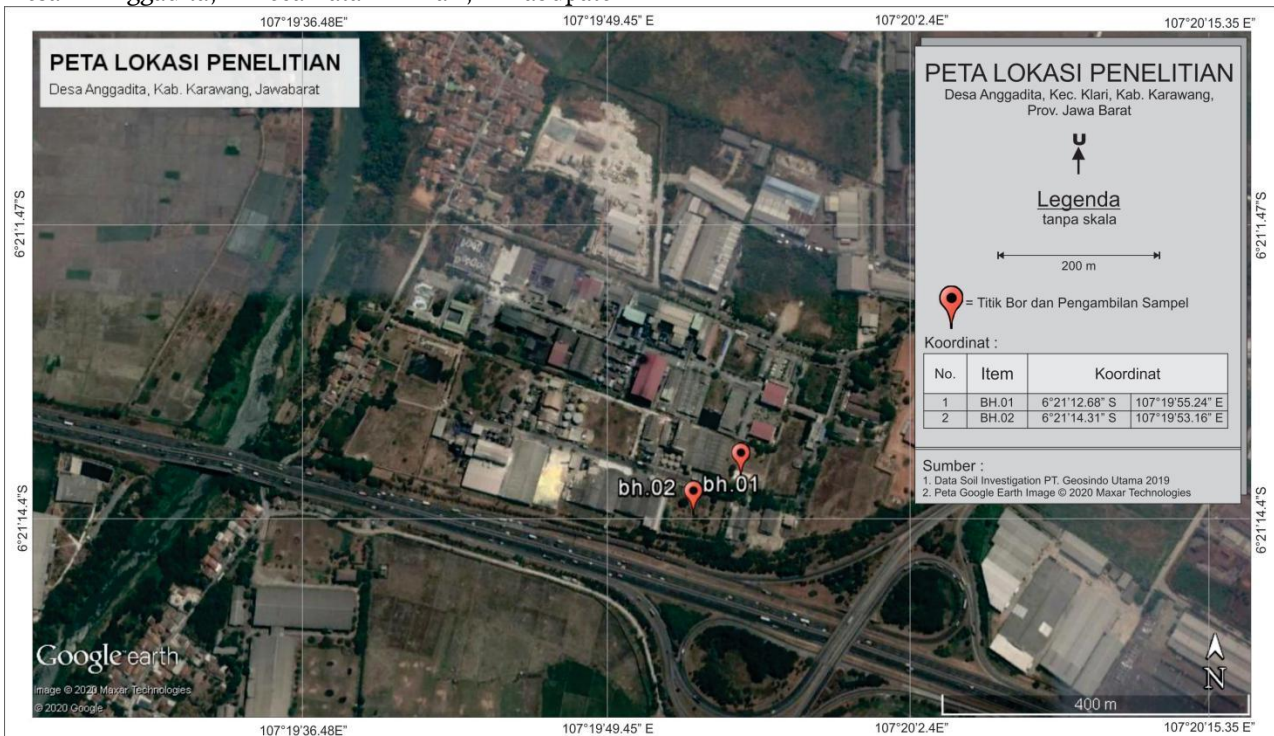 107°19'36.48E"
107°19'49.45" E
107°20'2.4E"
107°20'15.35 E"
PETA LOKASI PENELITIAN
Desa Anggadita, Kab. Karawang, Jawabarat
PETA LOKASI PENELITIAN
Desa Anggadita, Kec. Klari, Kab. Karawang,
Prov. Jawa Barat
U
Legenda
tanpa skala
200 m
= Titik Bor dan Pengambilan Sampel
Koordinat :
No. Item Koordinat
1 BH.01 6°21'12.68" S 107°19'55.24" E
2 BH.02 6°21'14.31" S 107°19'53.16" E
Sumber :
1. Data Soil Investigation PT. Geosindo Utama 2019
2. Peta Google Earth Image © 2020 Maxar Technologies
6°21'1.47"S
6°21'1.47"S
bh.02
bh.01
6°21'14.4"S
6°21'14.4"S
Google earth
Image © 2020 Maxar Technologies
© 2020 Google
N
400 m
107°19'36.48E"
107°19'49.45" E
107°20'2.4E"
107°20'15.35 E"